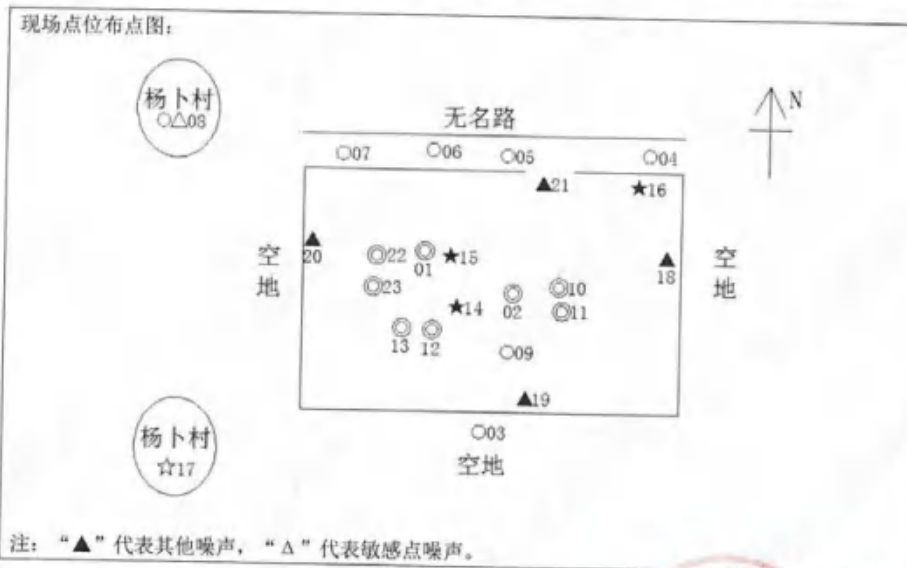 现场点位布点图：
杨卜村
○△08
N
无名路
○07 ○06 ○05 ○04
▲21 ★16
空地
▲20
◎22
◎01
★15
▲18
空地
◎23
◎10
★14
◎02
◎11
◎13
◎12
○09
▲19
杨卜村
☆17
○03
空地
注：“▲”代表其他噪声，“△”代表敏感点噪声。